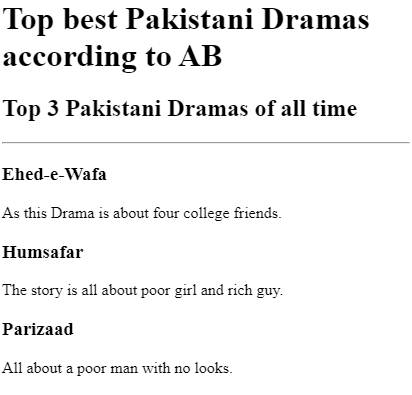 Top best Pakistani Dramas
according to AB
Top 3 Pakistani Dramas of all time
Ehed-e-Wafa
As this Drama is about four college friends.
Humsafar
The story is all about poor girl and rich guy.
Parizaad
All about a poor man with no looks.